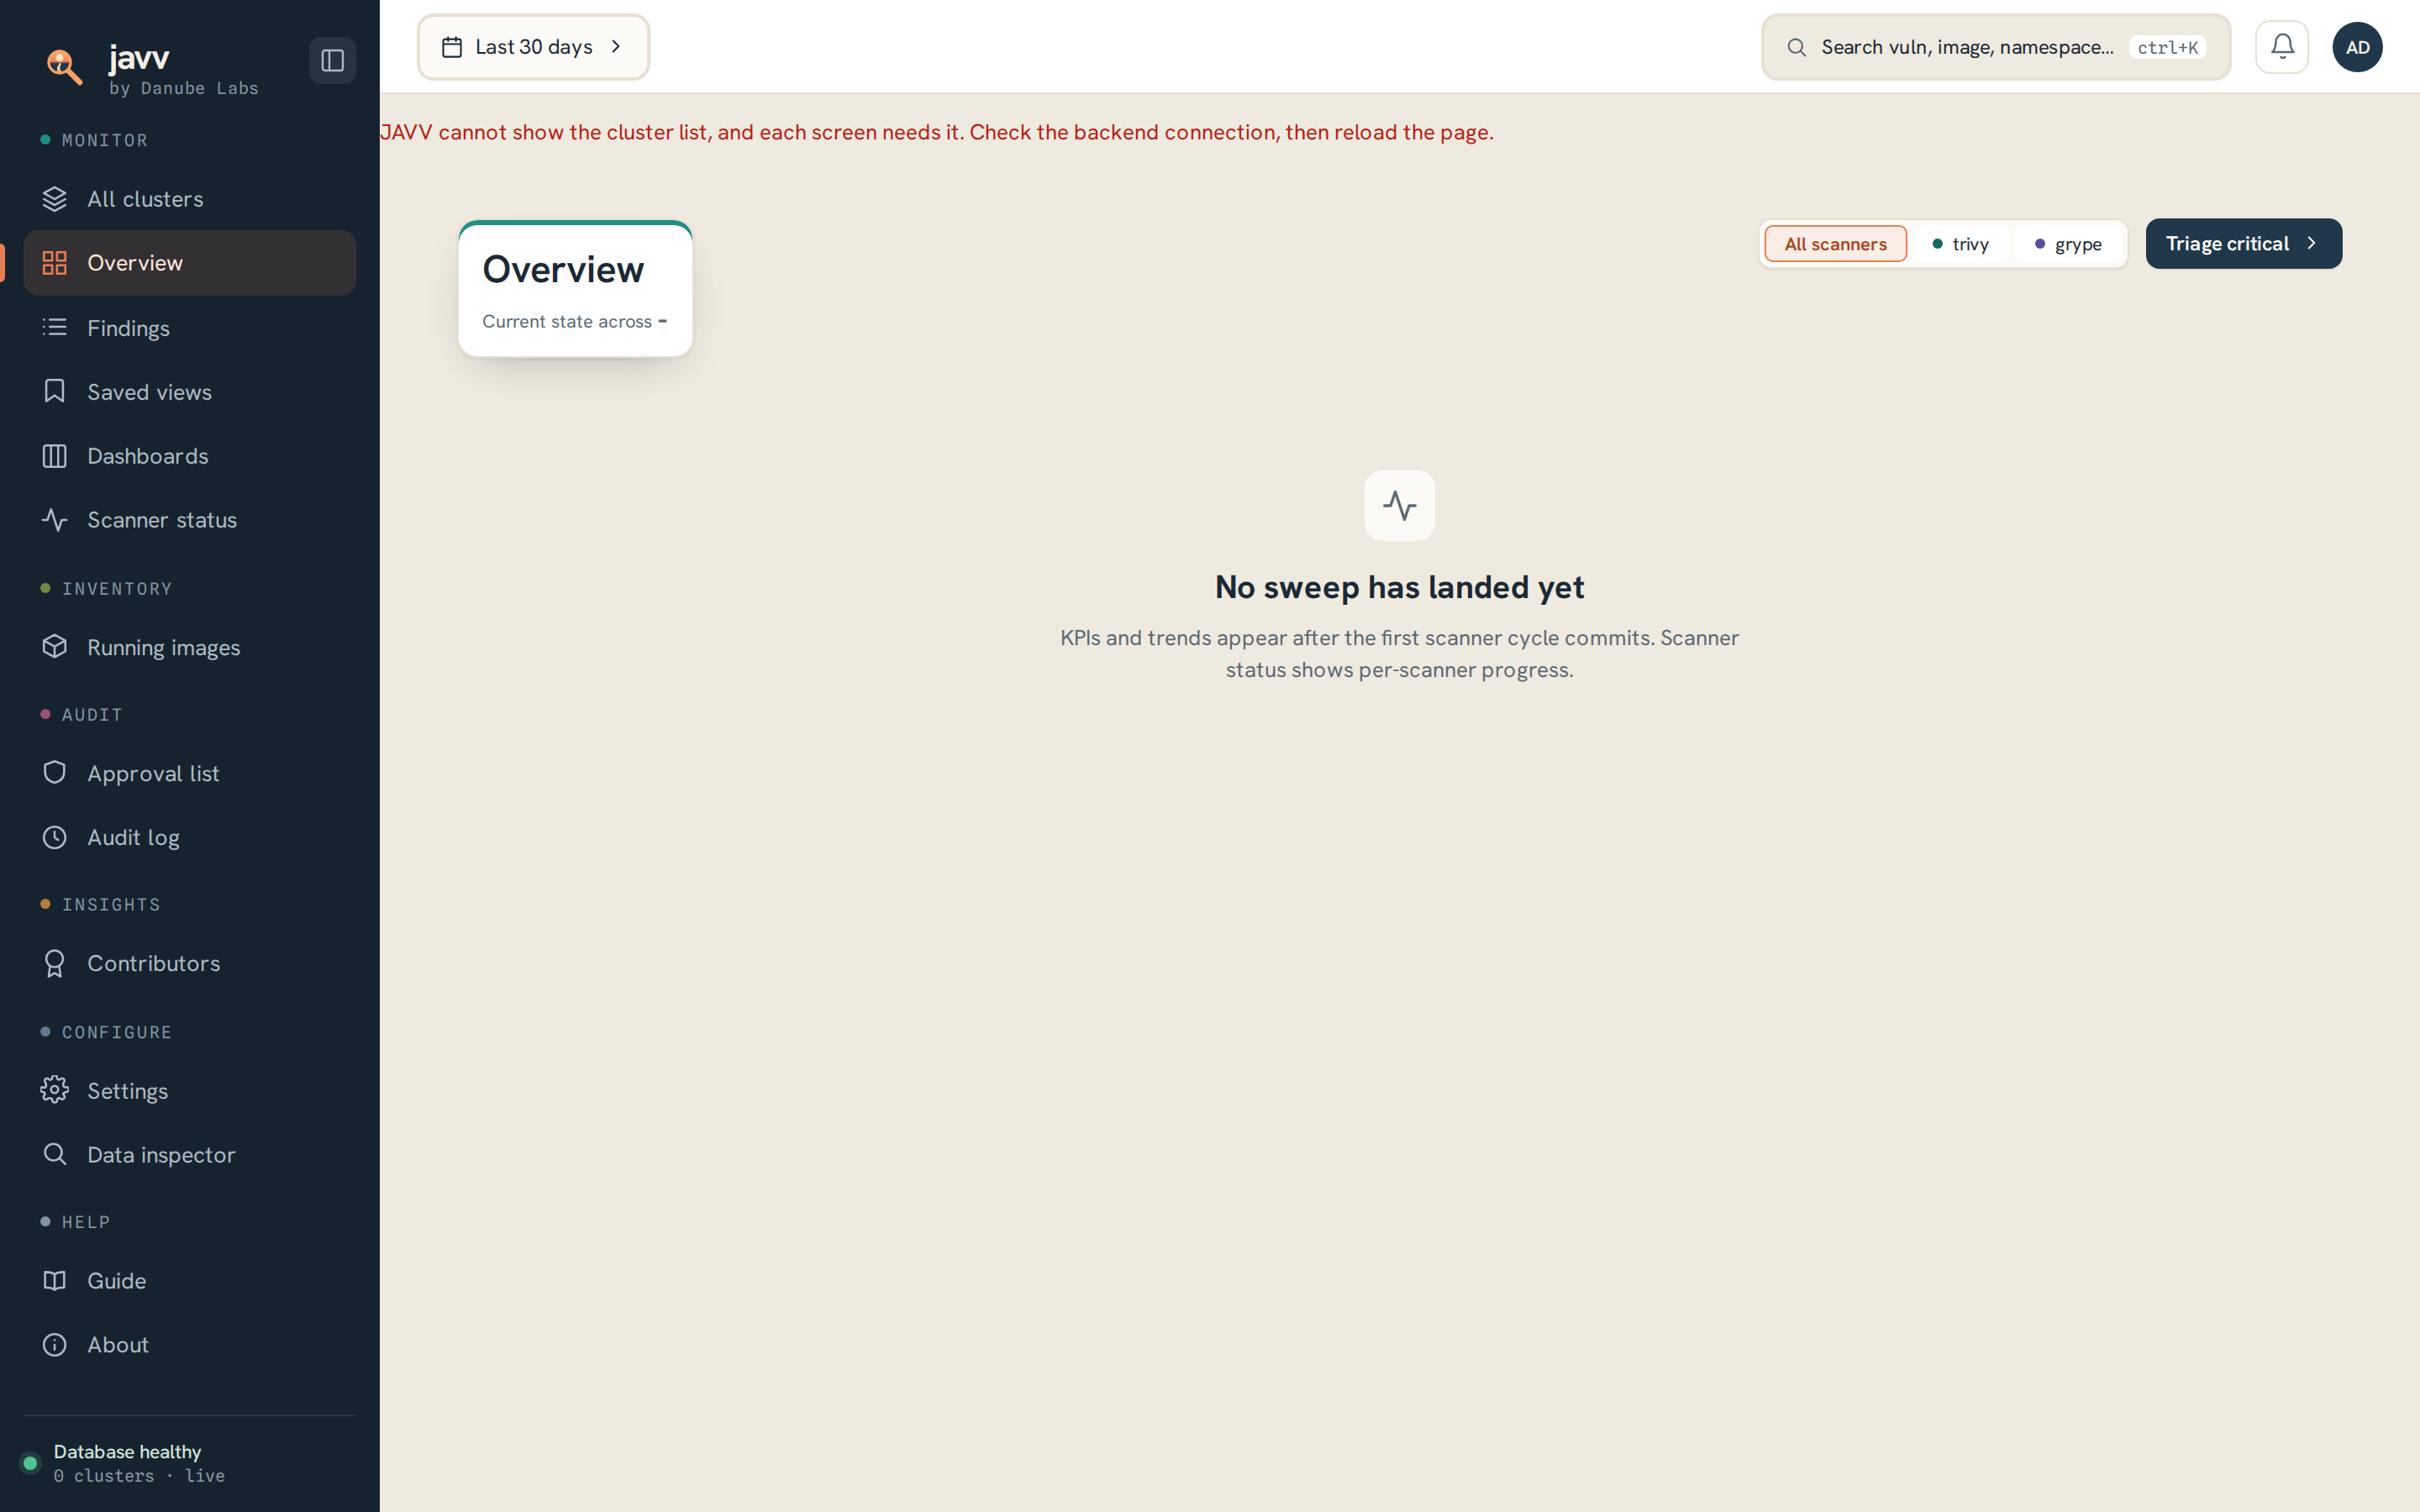 javv
by Danube Labs
MONITOR
All clusters
Overview
Findings
Saved views
Dashboards
Scanner status
INVENTORY
Running images
AUDIT
Approval list
Audit log
INSIGHTS
Contributors
CONFIGURE
Settings
Data inspector
HELP
Guide
About
Database healthy
0 clusters · live
Last 30 days
Search vuln, image, namespace... ctrl+K
AD
JAVV cannot show the cluster list, and each screen needs it. Check the backend connection, then reload the page.
Overview
Current state across –
All scanners trivy grype
Triage critical
No sweep has landed yet
KPIs and trends appear after the first scanner cycle commits. Scanner
status shows per-scanner progress.